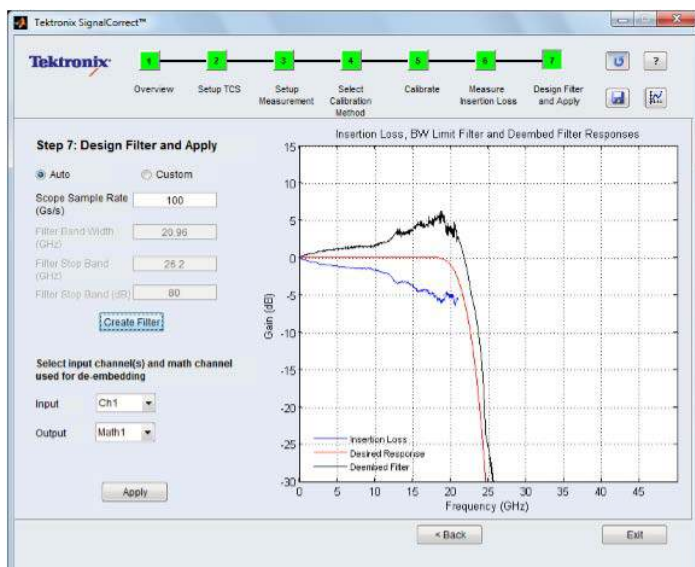 Tektronix SignalCorrect™
Tektronix
1 2 3 4 5 6 7
Overview
Setup TCS
Setup Measurement
Select Calibration Method
Calibrate
Measure Insertion Loss
Design Filter and Apply
?
Step 7: Design Filter and Apply
Auto Custom
Scope Sample Rate (Gs/s) 100
Filter Band Width (GHz) 20.96
Filter Stop Band (GHz) 26.2
Filter Stop Band (dB) 80
Create Filter
Select input channel(s) and math channel
used for de-embedding
Input Ch1
Output Math1
Apply
Insertion Loss, BW Limit Filter and Deembed Filter Responses
Gain (dB)
15
10
5
0
-5
-10
-15
-20
-25
-30
Insertion Loss
Desired Response
Deembed Filter
0 5 10 15 20 25 30 35 40 45
Frequency (GHz)
< Back
Exit